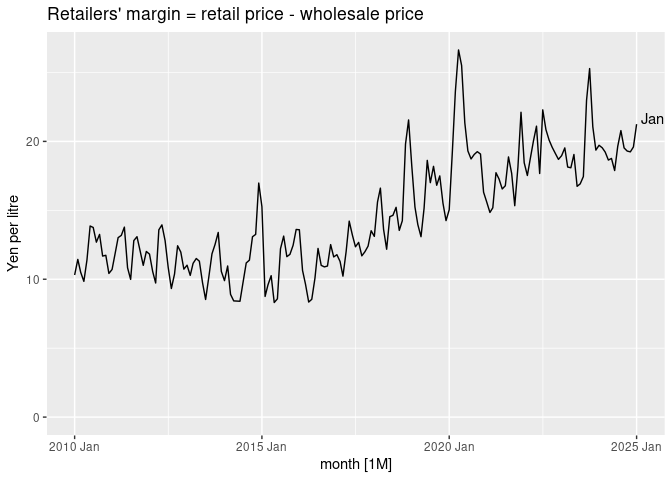 Retailers' margin = retail price - wholesale price
Yen per litre
20
10
0
Jan
2010 Jan
2015 Jan
2020 Jan
2025 Jan
month [1M]